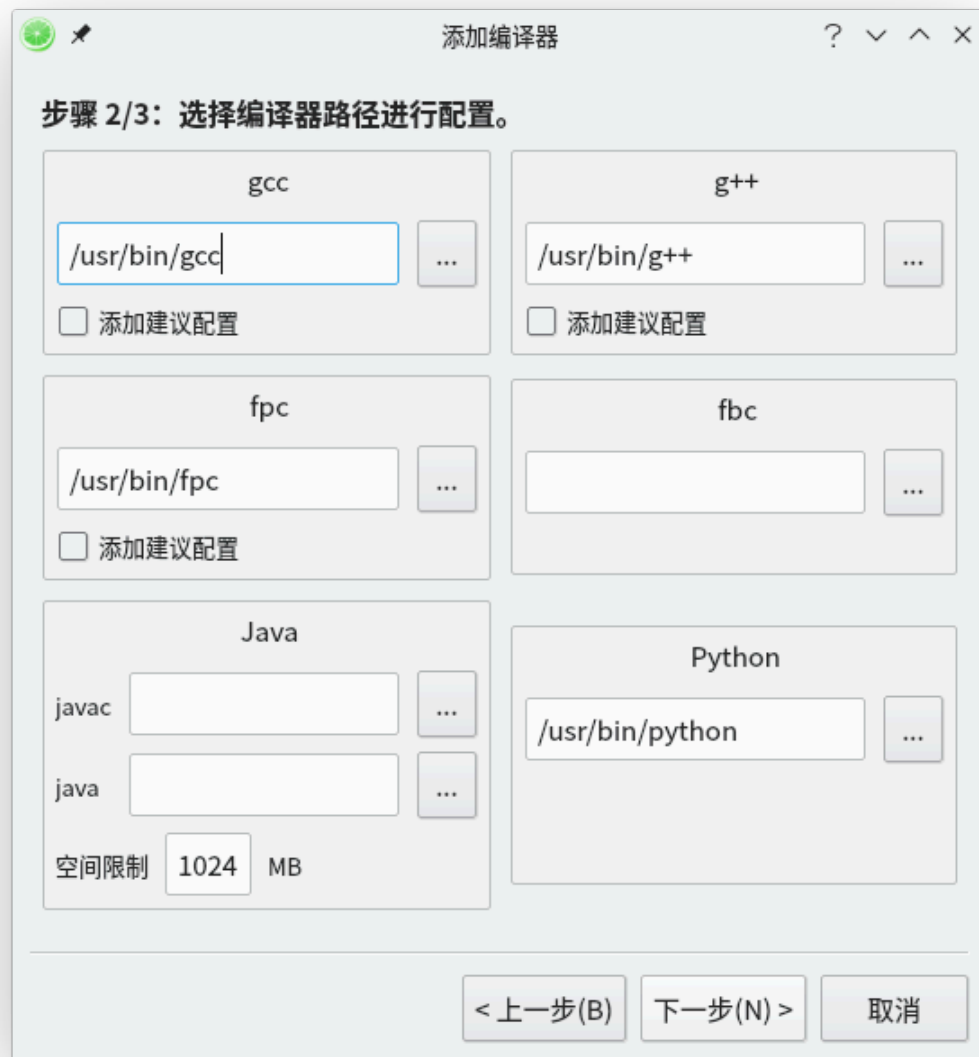 添加编译器
步骤 2/3：选择编译器路径进行配置。
gcc
/usr/bin/gcc
...
添加建议配置
g++
/usr/bin/g++
...
添加建议配置
fpc
/usr/bin/fpc
...
添加建议配置
fbc
...
Java
javac
...
java
...
空间限制 1024 MB
Python
/usr/bin/python
...
< 上一步(B) 下一步(N) > 取消